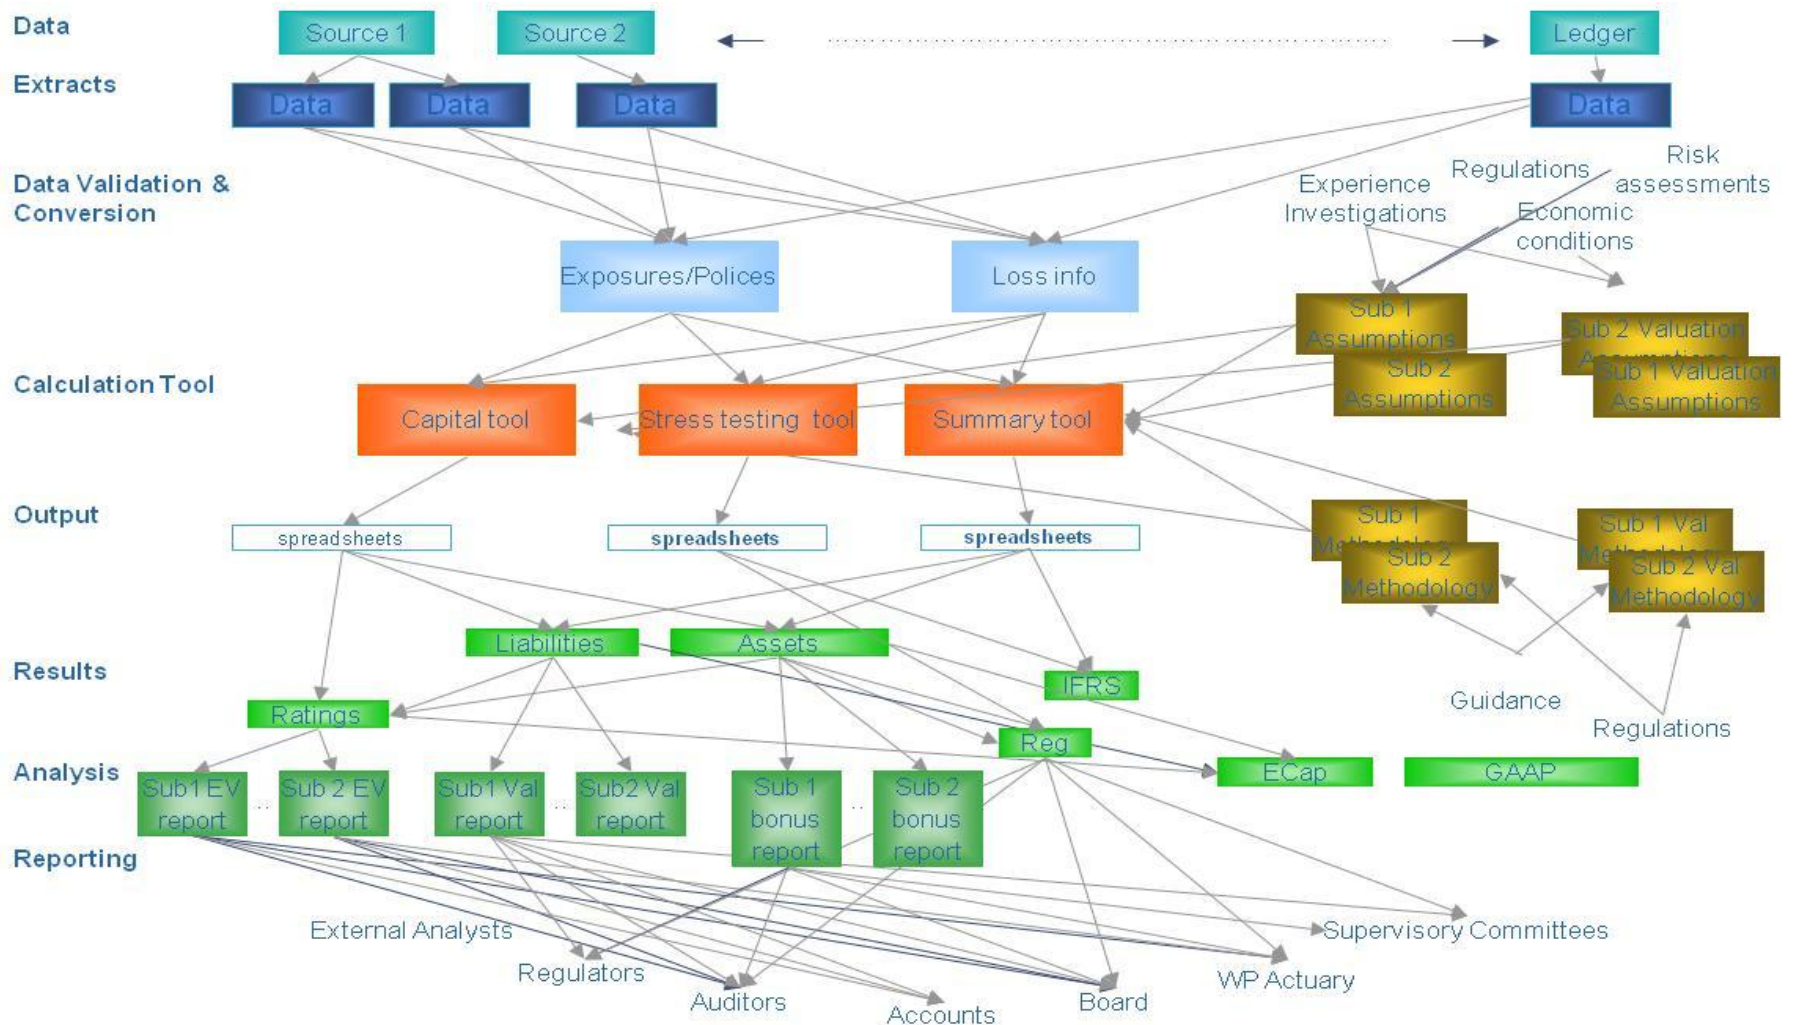 Data
Source 1
Source 2
Ledger
Extracts
Data
Data
Data
Data
Data Validation &
Conversion
Experience
Investigations
Regulations
Risk
assessments
Economic
conditions
Exposures/Polices
Loss info
Sub 1
Assumptions
Sub 2
Assumptions
Sub 2 Valuation
Assumptions
Sub 1 Valuation
Assumptions
Calculation Tool
Capital tool
Stress testing tool
Summary tool
Output
spreadsheets
spreadsheets
spreadsheets
Sub 1
Methodology
Sub 2
Methodology
Sub 1 Val
Methodology
Sub 2 Val
Methodology
Liabilities
Assets
Results
IFRS
Ratings
Guidance
Regulations
Reg
Analysis
ECap
GAAP
Sub1 EV
report
..
Sub 2 EV
report
Sub1 Val
report
..
Sub2 Val
report
Sub 1
bonus
report
..
Sub 2
bonus
report
Reporting
External Analysts
Regulators
Auditors
Accounts
Board
WP Actuary
Supervisory Committees